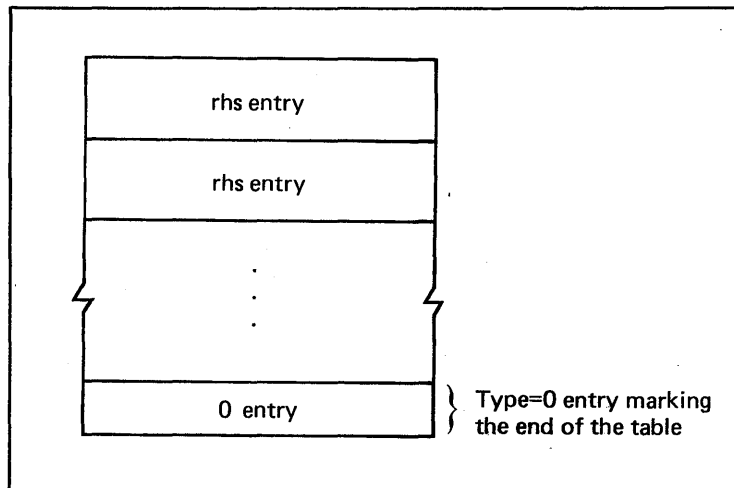 rhs entry
rhs entry
.
.
.
0 entry
} Type=0 entry marking
the end of the table